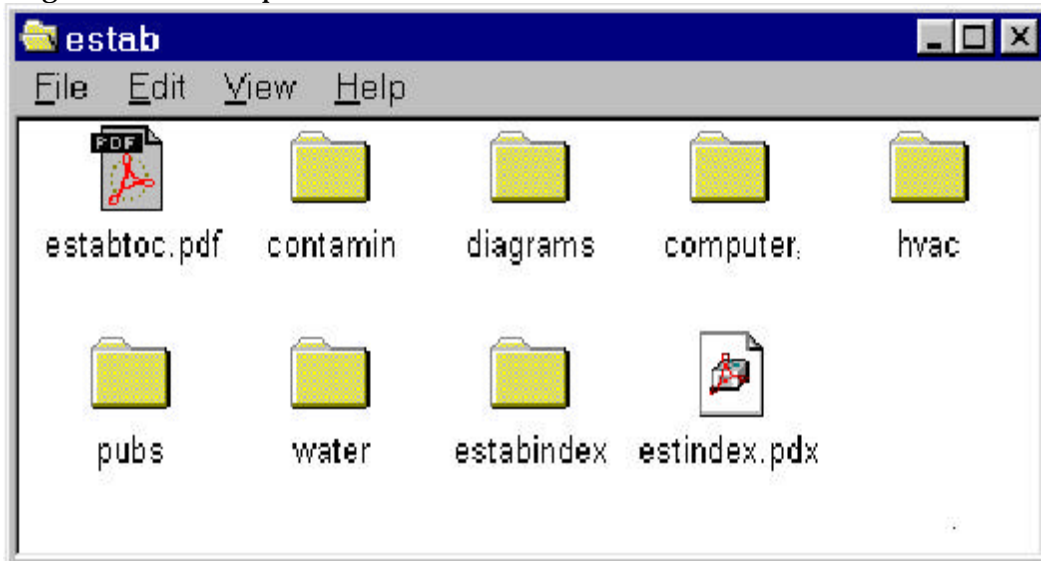 estab
File Edit View Help
PDF
estabtoc.pdf contamin diagrams computer, hvac
pubs water estabindex estindex.pdx